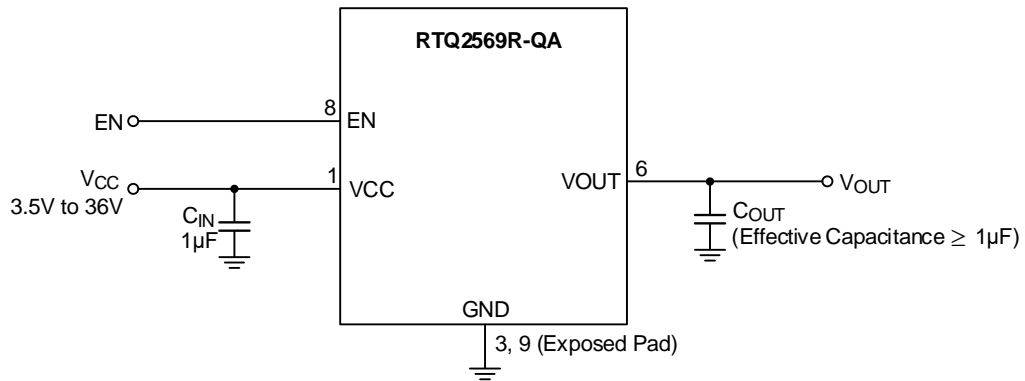 RTQ2569R-QA
8
EN
EN
VCC
1
VCC
3.5V to 36V
CIN
1µF
6
VOUT
VOUT
COUT
(Effective Capacitance ≥ 1µF)
GND
3, 9 (Exposed Pad)